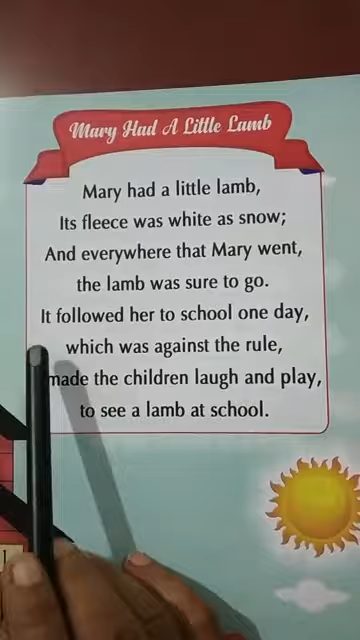 Mary Had A Little Lamb
Mary had a little lamb,
Its fleece was white as snow;
And everywhere that Mary went,
the lamb was sure to go.
It followed her to school one day,
which was against the rule,
made the children laugh and play,
to see a lamb at school.